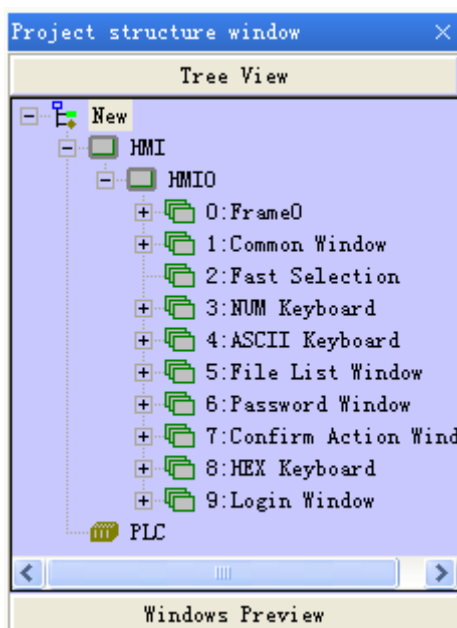 Project structure window
Tree View
New
HMI
HMI0
0:Frame0
1:Common Window
2:Fast Selection
3:NUM Keyboard
4:ASCII Keyboard
5:File List Window
6:Password Window
7:Confirm Action Wind
8:HEX Keyboard
9:Login Window
PLC
Windows Preview